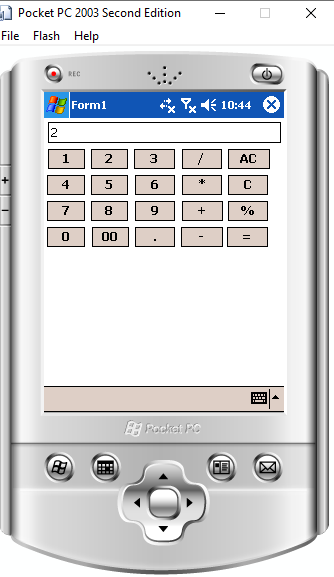 Pocket PC 2003 Second Edition
File Flash Help
REC
Form1 10:44
2
1 2 3 / AC
4 5 6 * C
7 8 9 + %
0 00 . - =
Pocket PC